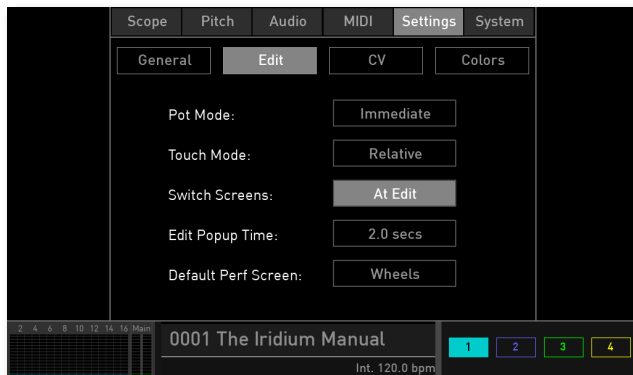 Scope Pitch Audio MIDI Settings System
General Edit CV Colors
Pot Mode: Immediate
Touch Mode: Relative
Switch Screens: At Edit
Edit Popup Time: 2.0 secs
Default Perf Screen: Wheels
2 4 6 8 10 12 14 16 Main
0001 The Iridium Manual
1 2 3 4
Int. 120.0 bpm